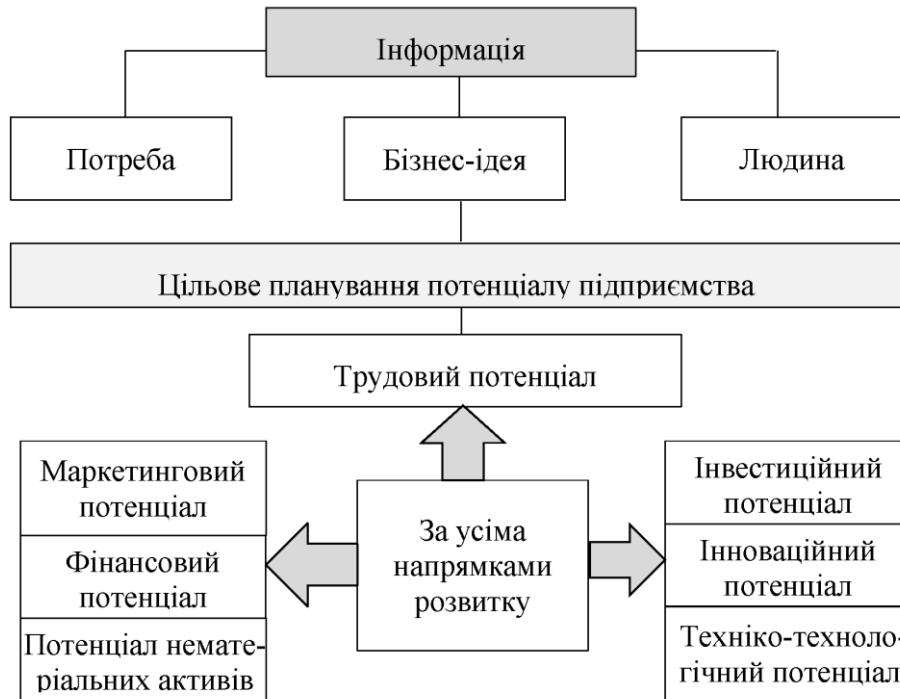 Інформація
Потреба
Бізнес-ідея
Людина
Цільове планування потенціалу підприємства
Трудовий потенціал
Маркетинговий
потенціал
Фінансовий
потенціал
Потенціал немате-
ріальних активів
За усіма
напрямками
розвитку
Інвестиційний
потенціал
Інноваційний
потенціал
Техніко-техноло-
гічний потенціал